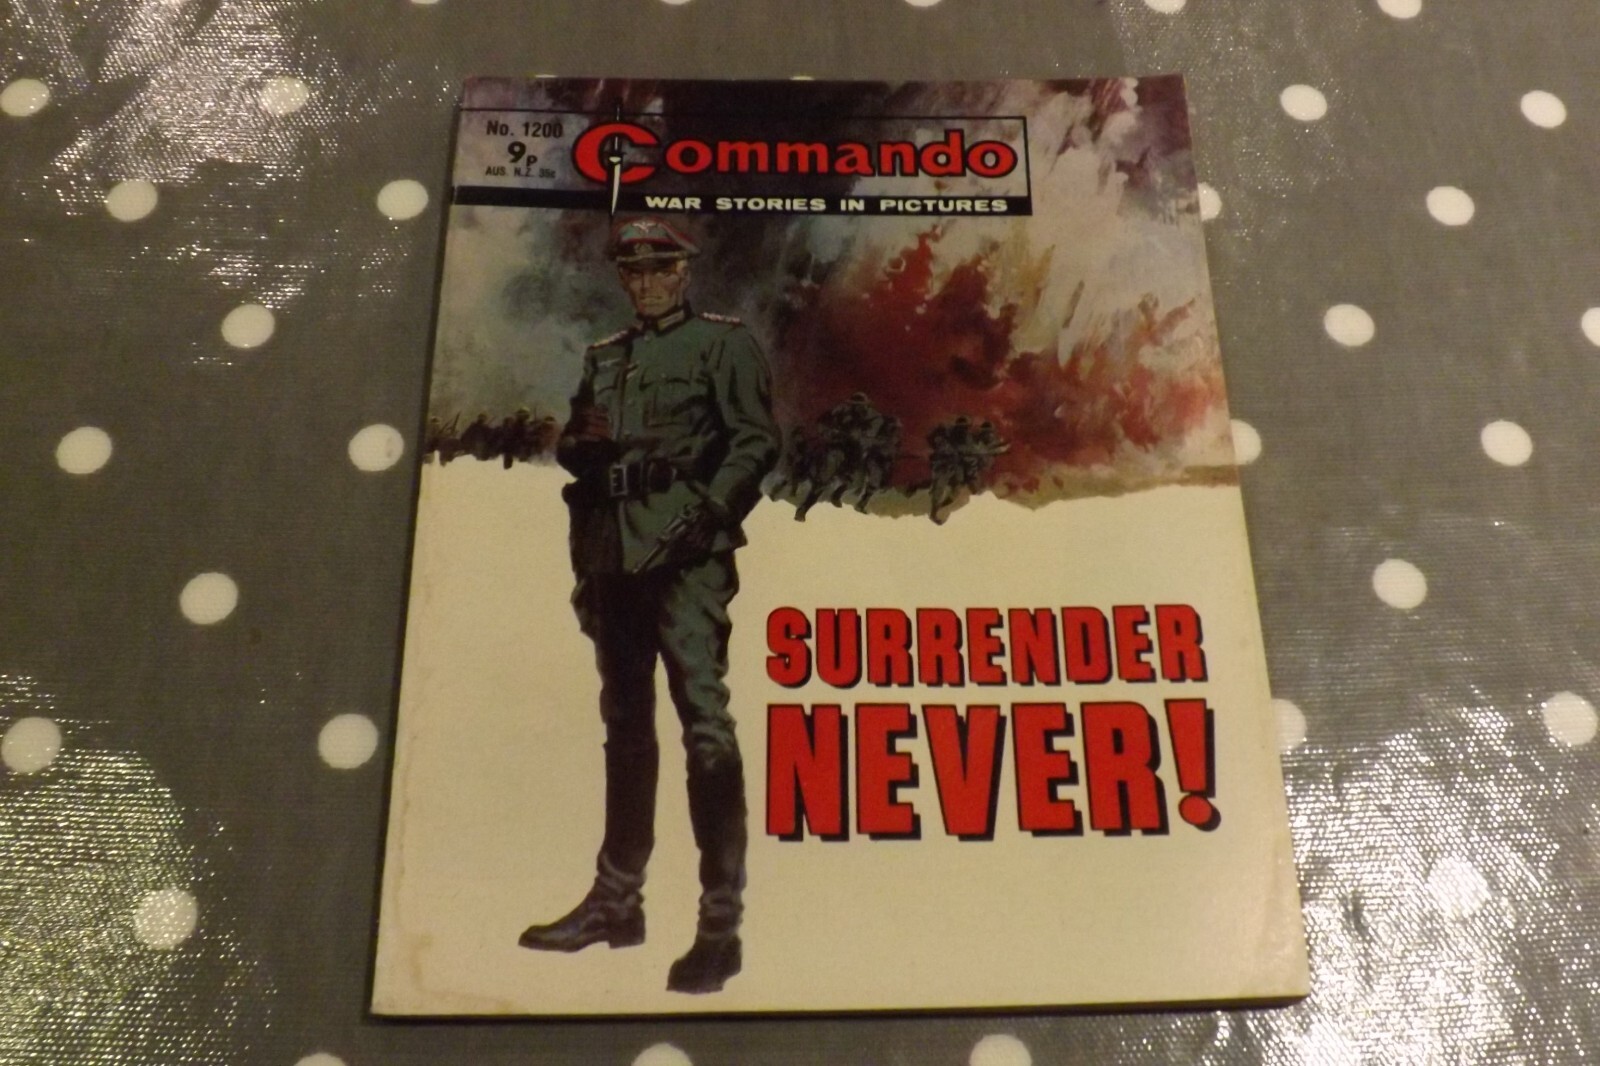 No. 1200
9p
AUS. N.Z. 35c
Commando
WAR STORIES IN PICTURES
SURRENDER
NEVER!